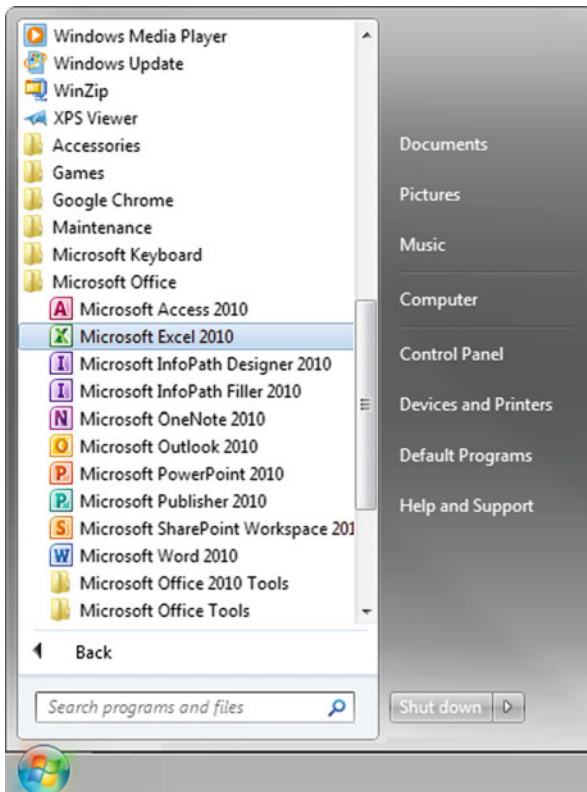 Windows Media Player
Windows Update
WinZip
XPS Viewer
Accessories
Games
Google Chrome
Maintenance
Microsoft Keyboard
Microsoft Office
Microsoft Access 2010
Microsoft Excel 2010
Microsoft InfoPath Designer 2010
Microsoft InfoPath Filler 2010
Microsoft OneNote 2010
Microsoft Outlook 2010
Microsoft PowerPoint 2010
Microsoft Publisher 2010
Microsoft SharePoint Workspace 201
Microsoft Word 2010
Microsoft Office 2010 Tools
Microsoft Office Tools
Back
Search programs and files
Documents
Pictures
Music
Computer
Control Panel
Devices and Printers
Default Programs
Help and Support
Shut down